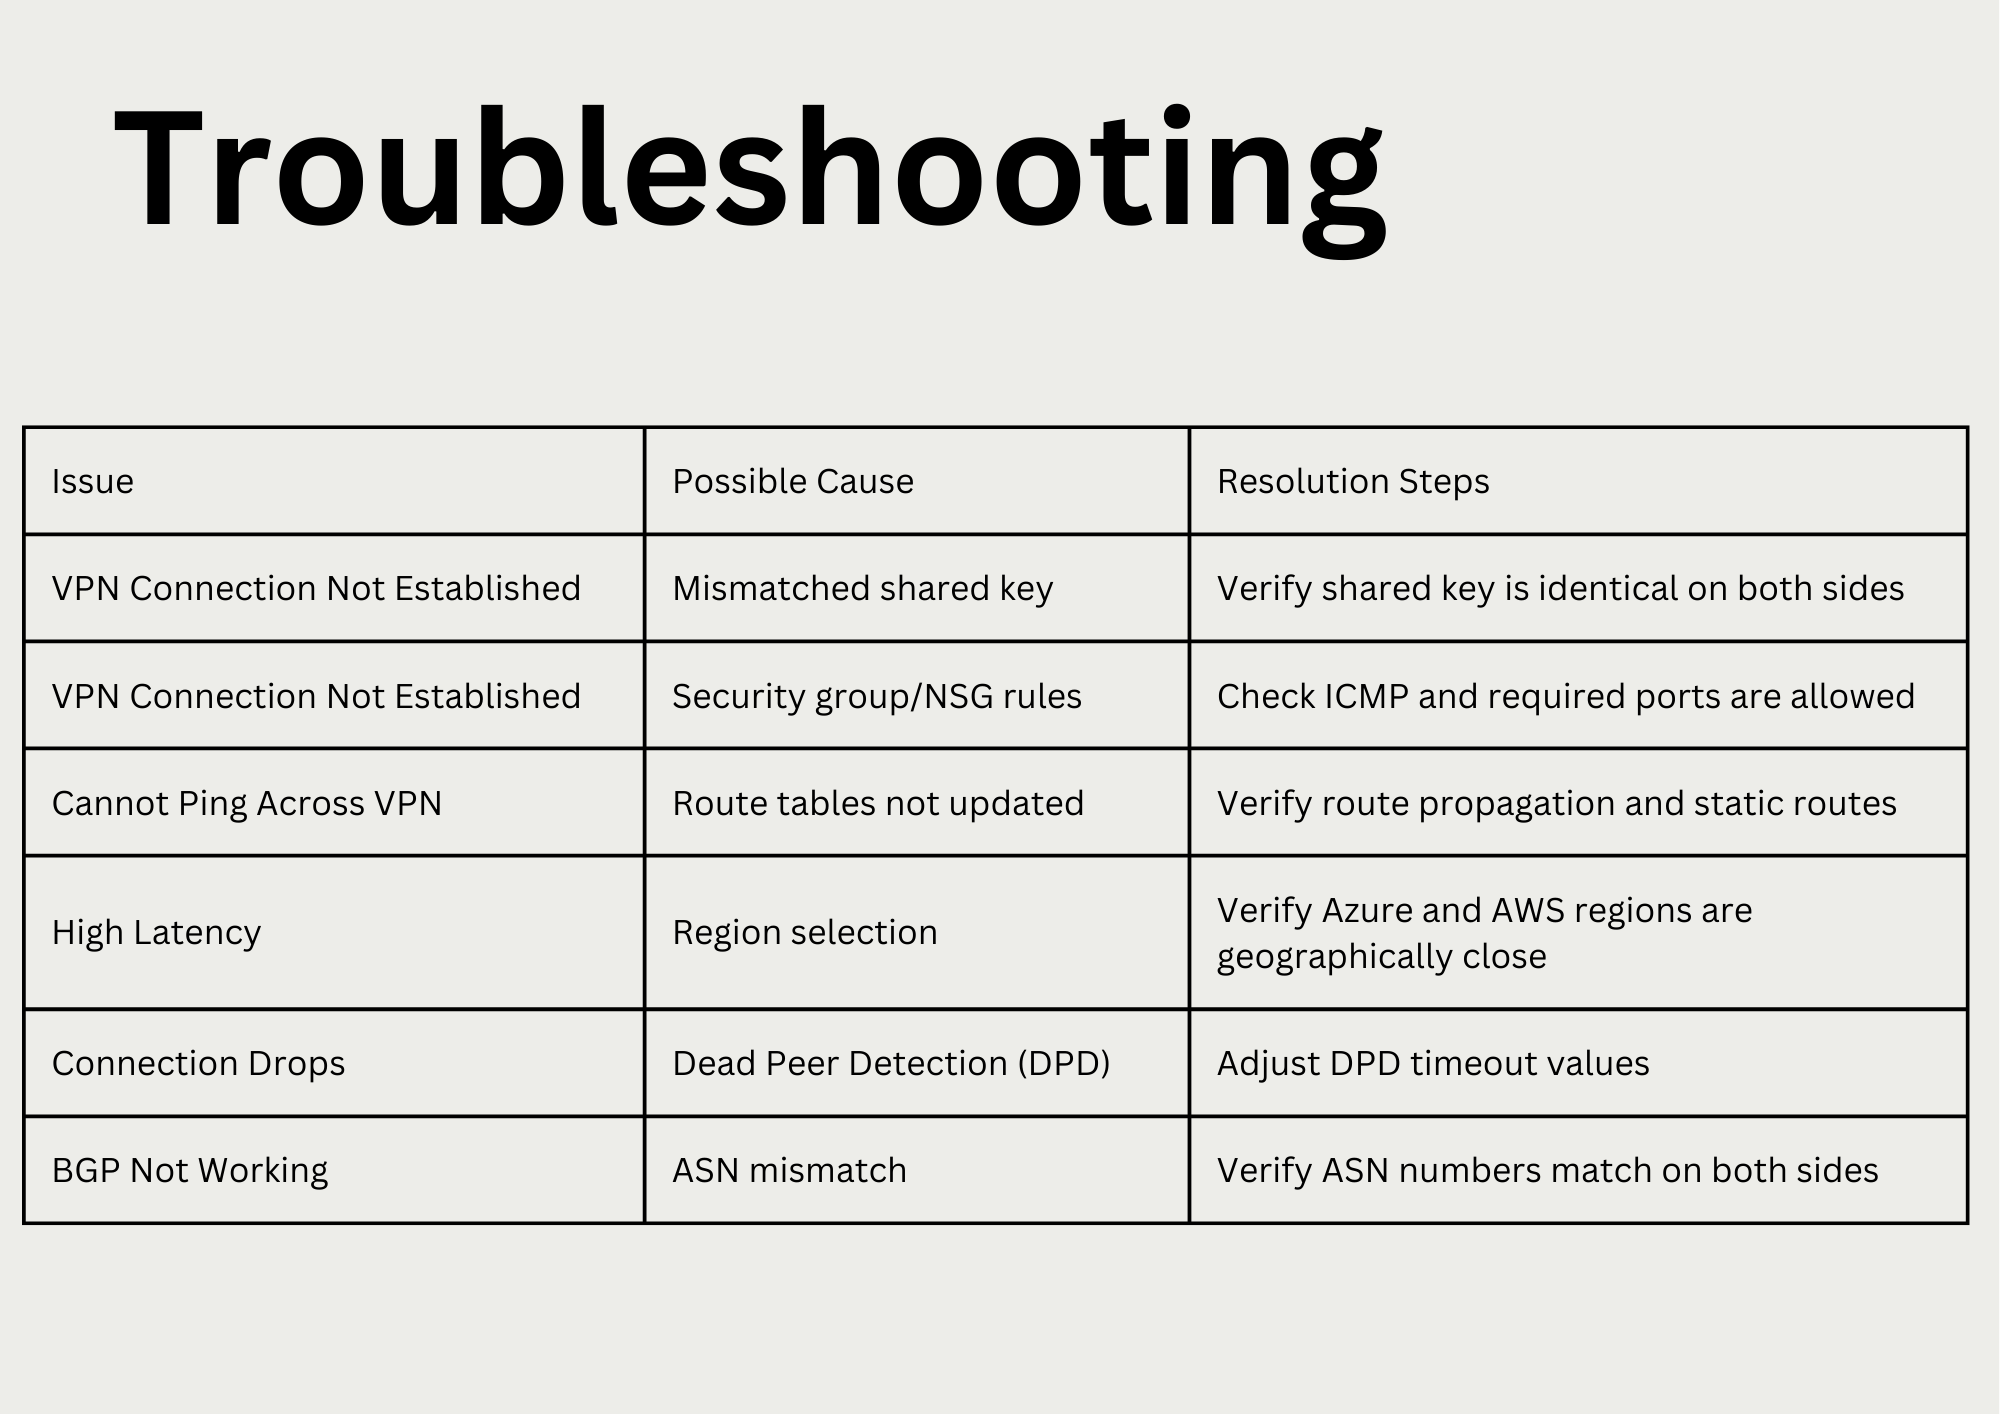 Troubleshooting
Issue
Possible Cause
Resolution Steps
VPN Connection Not Established
Mismatched shared key
Verify shared key is identical on both sides
VPN Connection Not Established
Security group/NSG rules
Check ICMP and required ports are allowed
Cannot Ping Across VPN
Route tables not updated
Verify route propagation and static routes
High Latency
Region selection
Verify Azure and AWS regions are
geographically close
Connection Drops
Dead Peer Detection (DPD)
Adjust DPD timeout values
BGP Not Working
ASN mismatch
Verify ASN numbers match on both sides